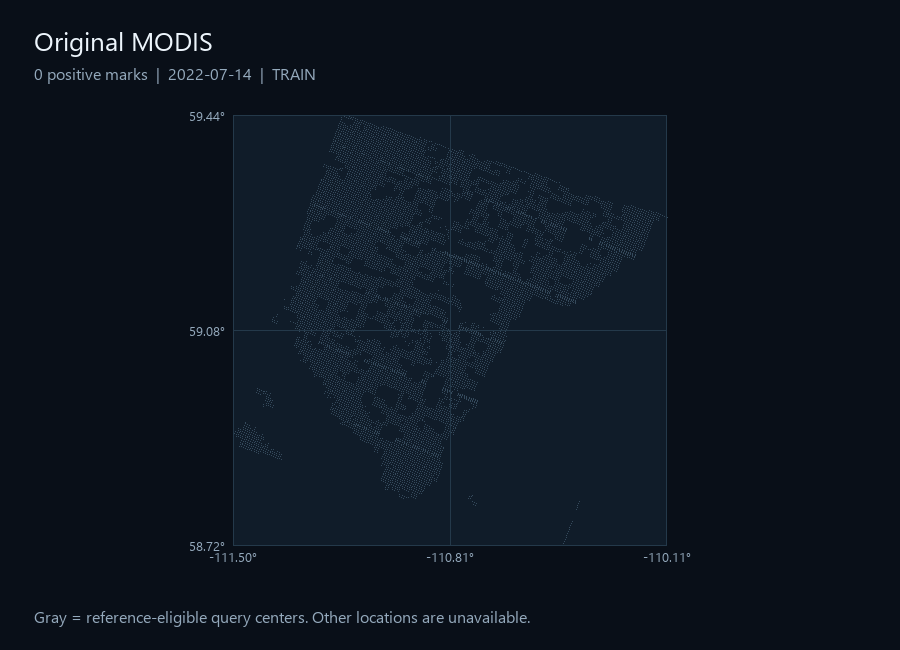 Original MODIS
0 positive marks | 2022-07-14 | TRAIN
59.44°
59.08°
58.72°
-111.50°
-110.81°
-110.11°
Gray = reference-eligible query centers. Other locations are unavailable.